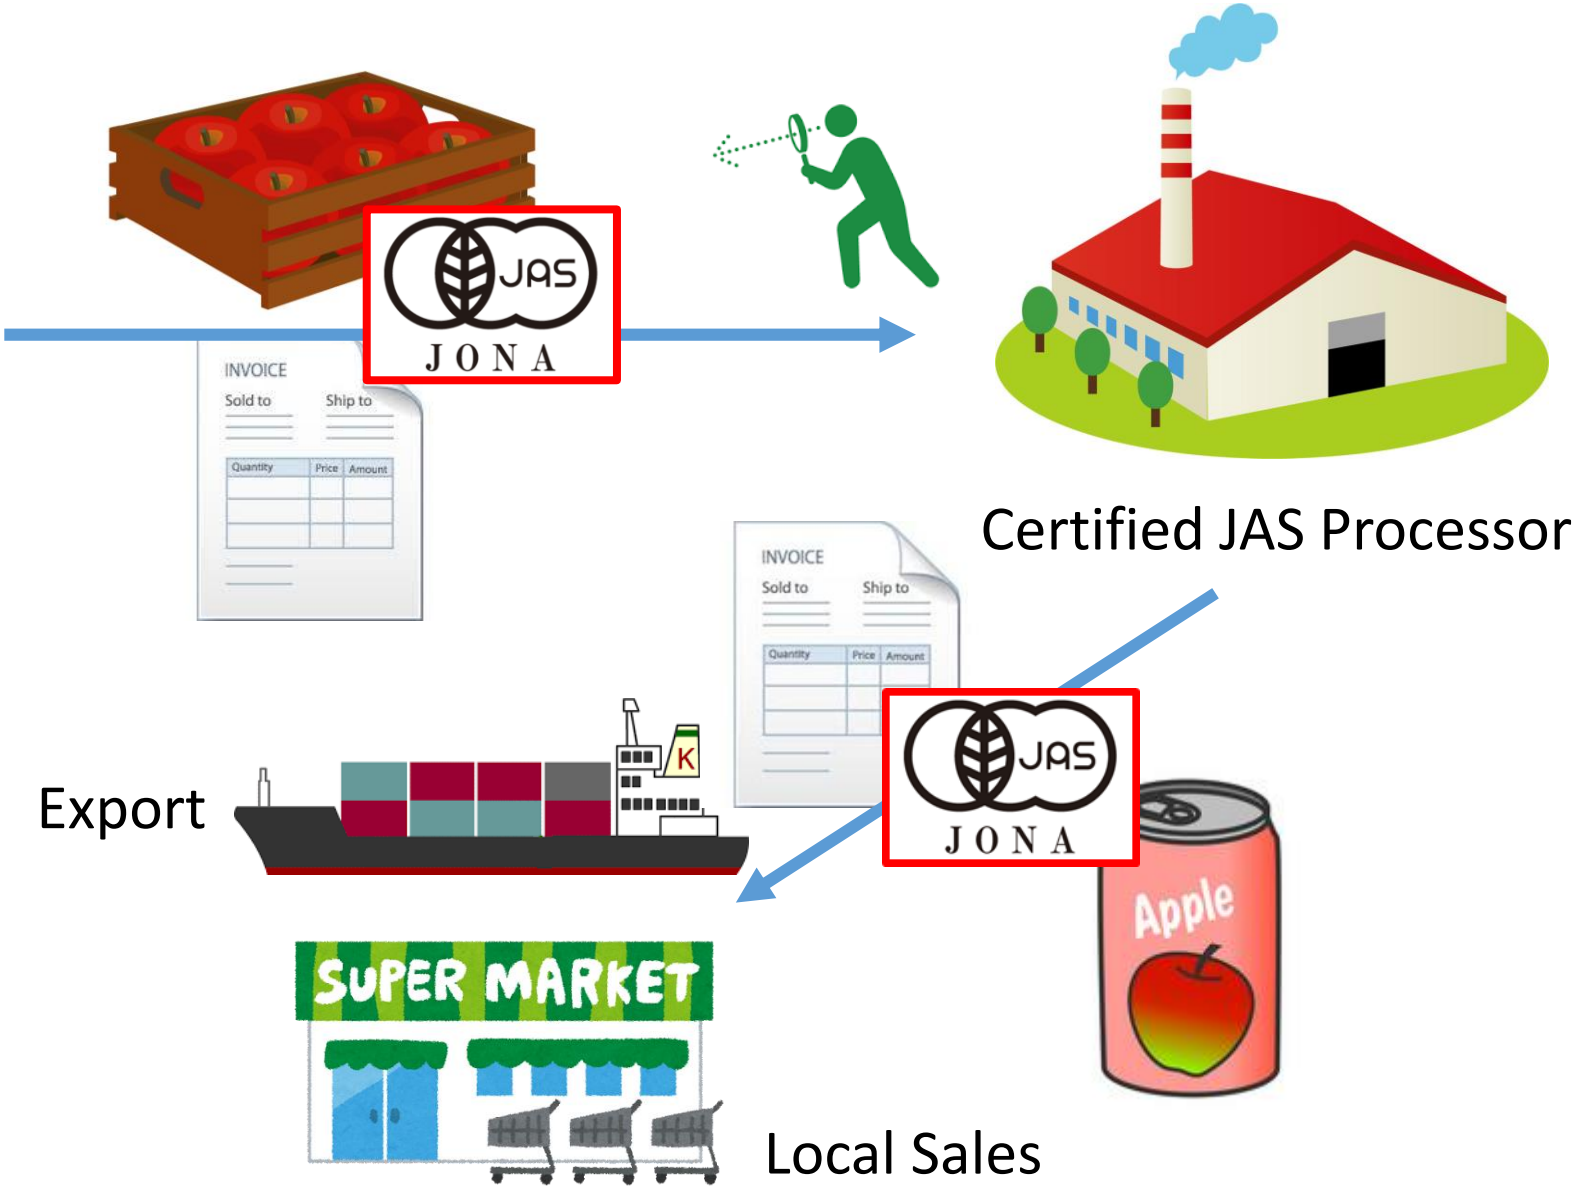 JAS
JONA
INVOICE
Sold to Ship to
Quantity Price Amount
Certified JAS Processor
INVOICE
Sold to Ship to
Quantity Price Amount
JAS
JONA
K
Export
Apple
SUPER MARKET
Local Sales